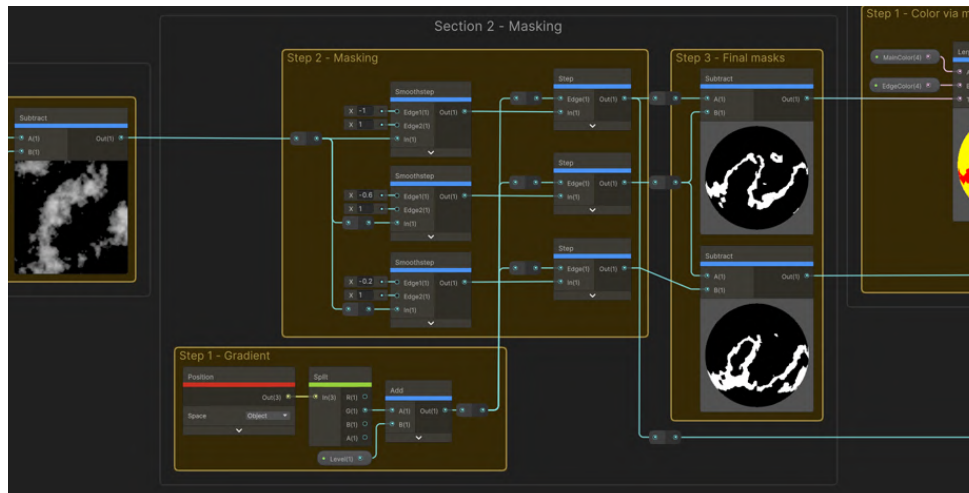 Section 2 - Masking
Step 1 - Color via m
Step 2 - Masking
Step 3 - Final masks
Subtract
A(1)
B(1)
Out(1)
Smoothstep
X -1
X 1
Edge1(1)
Edge2(1)
In(1)
Out(1)
Smoothstep
X -0.6
X 1
Edge1(1)
Edge2(1)
In(1)
Out(1)
Smoothstep
X -0.2
X 1
Edge1(1)
Edge2(1)
In(1)
Out(1)
Step
Edge(1)
In(1)
Out(1)
Step
Edge(1)
In(1)
Out(1)
Step
Edge(1)
In(1)
Out(1)
Subtract
A(1)
B(1)
Out(1)
Subtract
A(1)
B(1)
Out(1)
MainColor(4)
EdgeColor(4)
Step 1 - Gradient
Position
Out(3)
Space
Object
Split
In(3)
R(1)
G(1)
B(1)
A(1)
Add
A(1)
B(1)
Out(1)
Level(1)